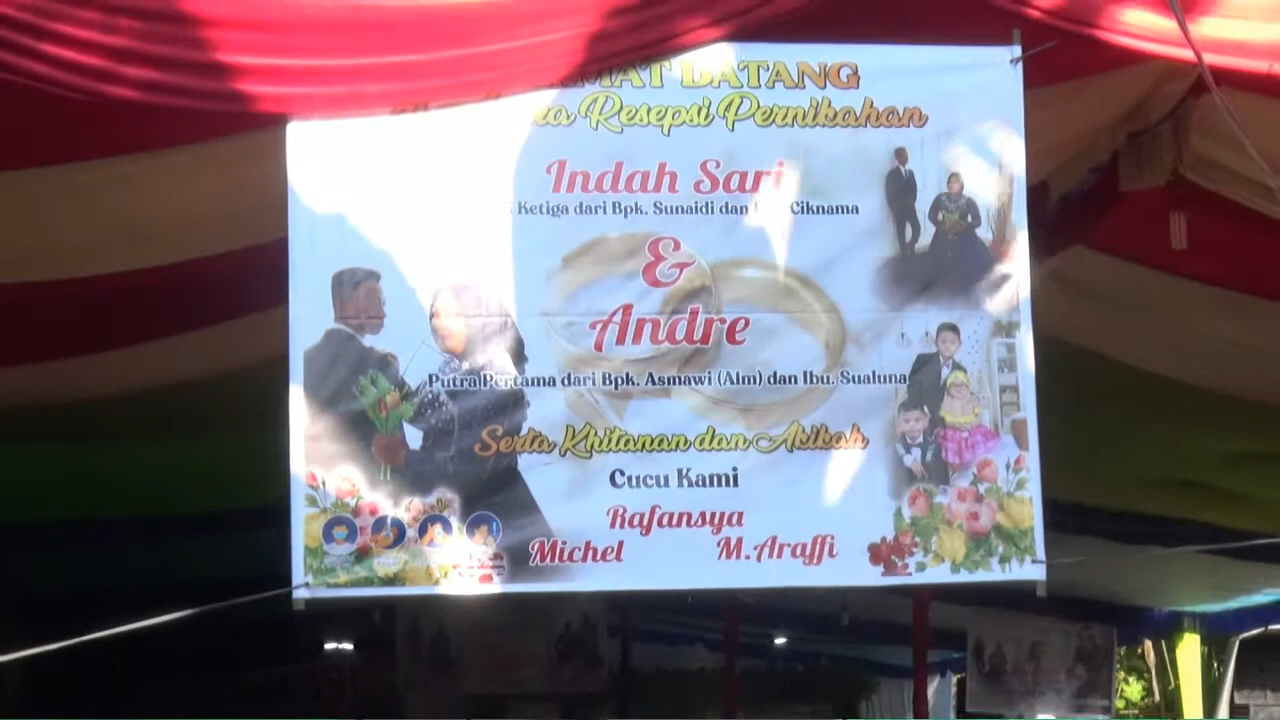 DATANG
Resepsi Pernikahan
Indah Sari
Ketiga dari Bpk. Sunaidi dan Ciknama
&
Andre
Putra Pertama dari Bpk. Asmawi (Alm) dan Ibu. Sualuna
Serta Khitanan dan Akikah
Cucu Kami
Rafansya
Michel M.Araffi